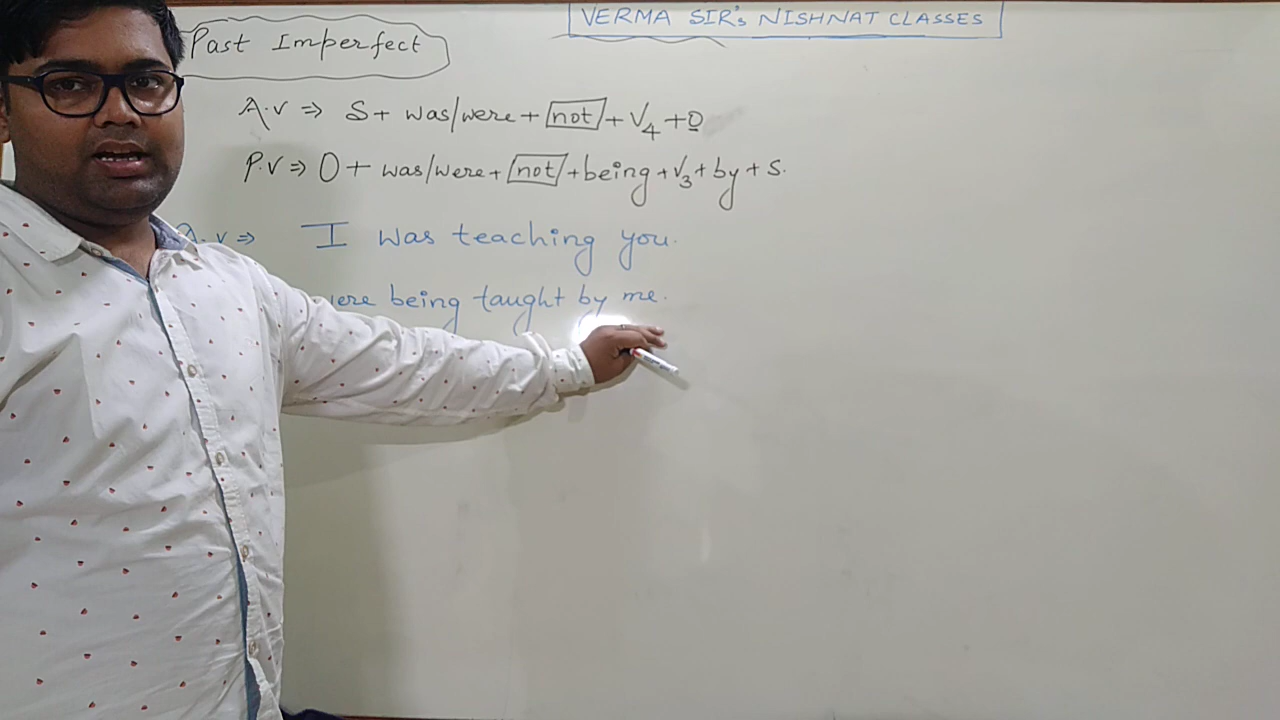 VERMA SIR's NISHNAT CLASSES
Past Imperfect
A.V ⇒ S + was/were + not + V4 + O
P.V ⇒ O + was/were + not + being + V3 + by + S.
A.V ⇒ I was teaching you.
being taught by me.